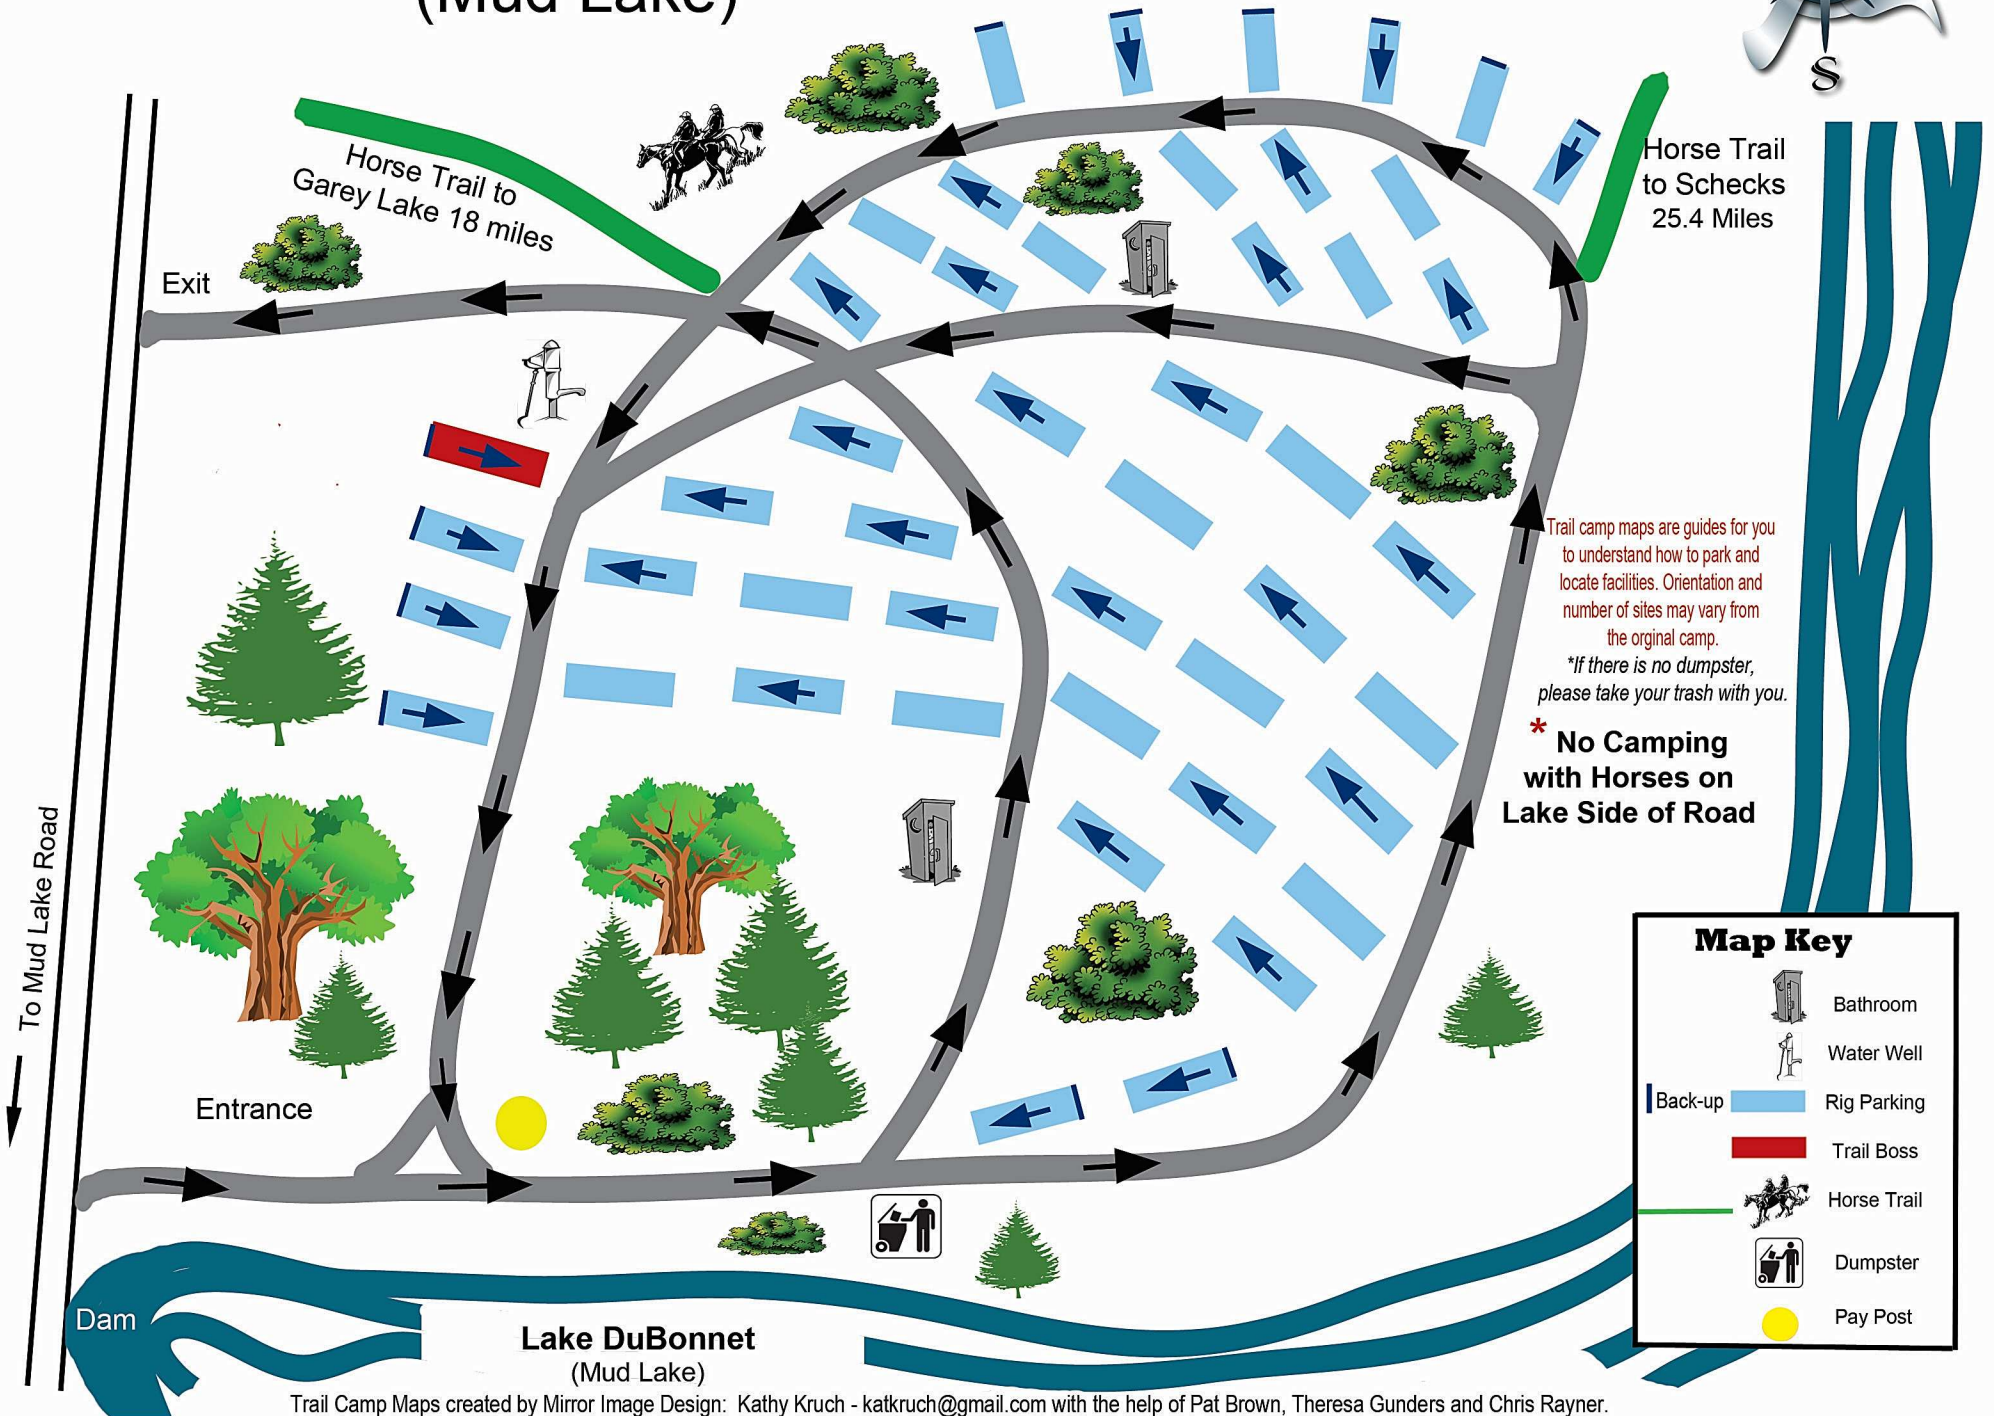 (Mud Lake)
S
Horse Trail to
Garey Lake 18 miles
Horse Trail
to Schecks
25.4 Miles
Exit
Trail camp maps are guides for you
to understand how to park and
locate facilities. Orientation and
number of sites may vary from
the orginal camp.
*If there is no dumpster,
please take your trash with you.
* No Camping
with Horses on
Lake Side of Road
To Mud Lake Road
Entrance
Map Key
Bathroom
Water Well
Back-up Rig Parking
Trail Boss
Horse Trail
Dumpster
Pay Post
Dam
Lake DuBonnet
(Mud Lake)
Trail Camp Maps created by Mirror Image Design: Kathy Kruch - katkruch@gmail.com with the help of Pat Brown, Theresa Gunders and Chris Rayner.